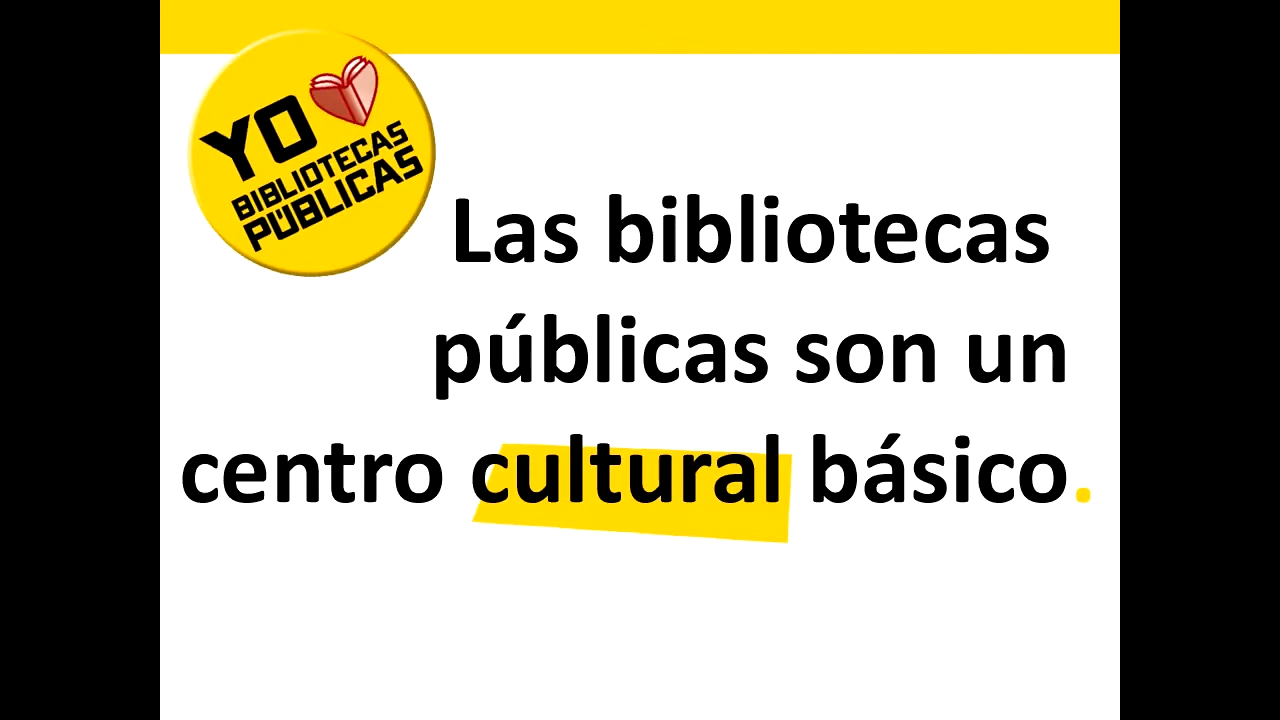 YO
BIBLIOTECAS
PÚBLICAS
Las bibliotecas
públicas son un
centro cultural básico.